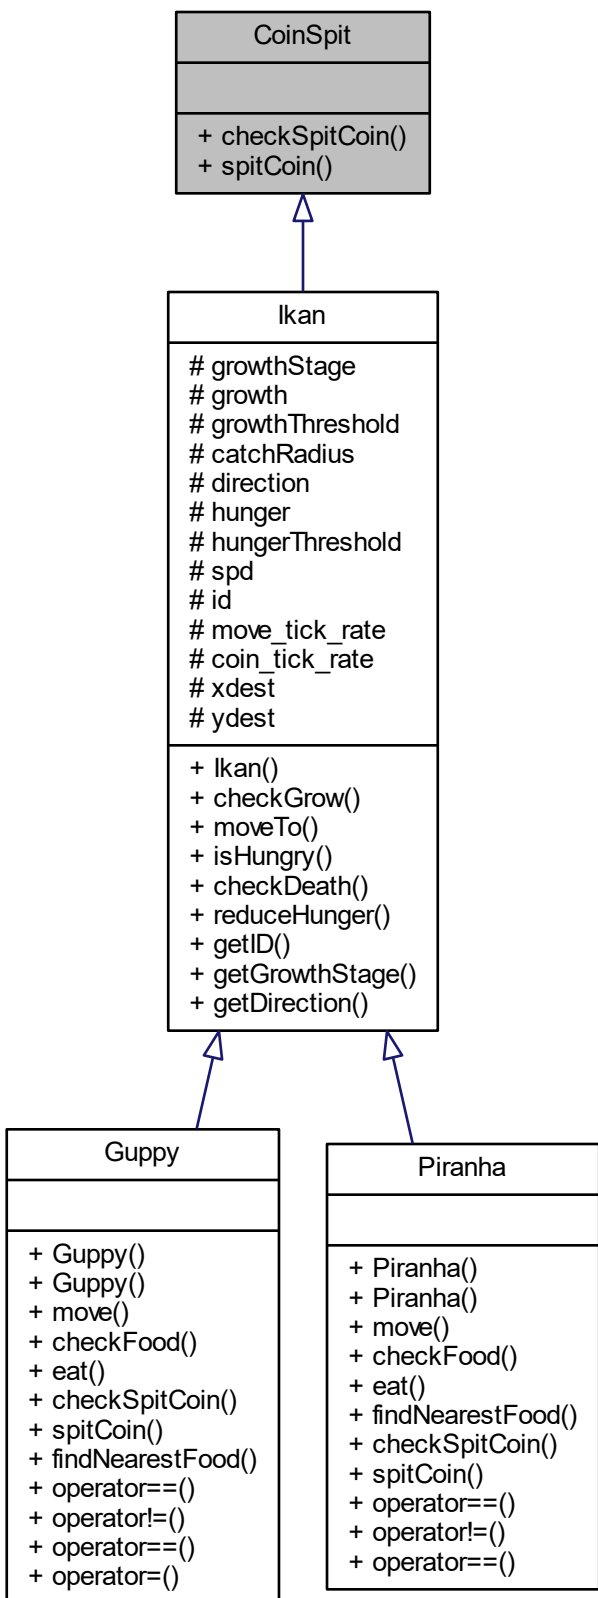 CoinSpit
+ checkSpitCoin()
+ spitCoin()
Ikan
# growthStage
# growth
# growthThreshold
# catchRadius
# direction
# hunger
# hungerThreshold
# spd
# id
# move_tick_rate
# coin_tick_rate
# xdest
# ydest
+ Ikan()
+ checkGrow()
+ moveTo()
+ isHungry()
+ checkDeath()
+ reduceHunger()
+ getID()
+ getGrowthStage()
+ getDirection()
Guppy
+ Guppy()
+ Guppy()
+ move()
+ checkFood()
+ eat()
+ checkSpitCoin()
+ spitCoin()
+ findNearestFood()
+ operator==()
+ operator!=()
+ operator==()
+ operator=()
Piranha
+ Piranha()
+ Piranha()
+ move()
+ checkFood()
+ eat()
+ findNearestFood()
+ checkSpitCoin()
+ spitCoin()
+ operator==()
+ operator!=()
+ operator==()